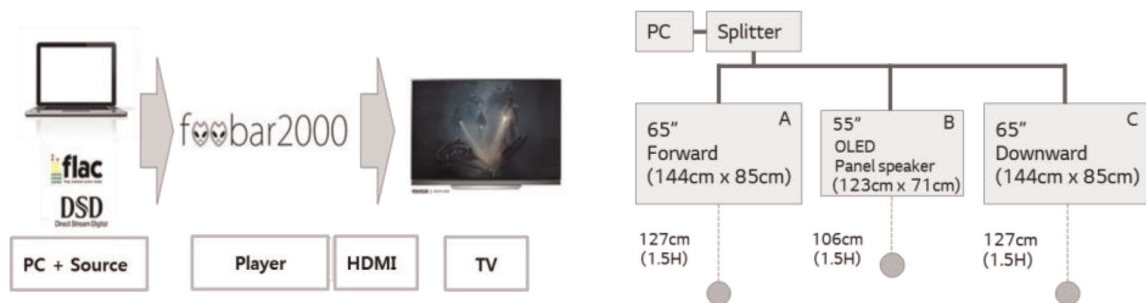 flac
DSD
Direct Stream Digital
foobar2000
PC + Source
Player
HDMI
TV
PC
Splitter
A
65”
Forward
(144cm x 85cm)
B
55”
OLED
Panel speaker
(123cm x 71cm)
C
65”
Downward
(144cm x 85cm)
127cm
(1.5H)
106cm
(1.5H)
127cm
(1.5H)